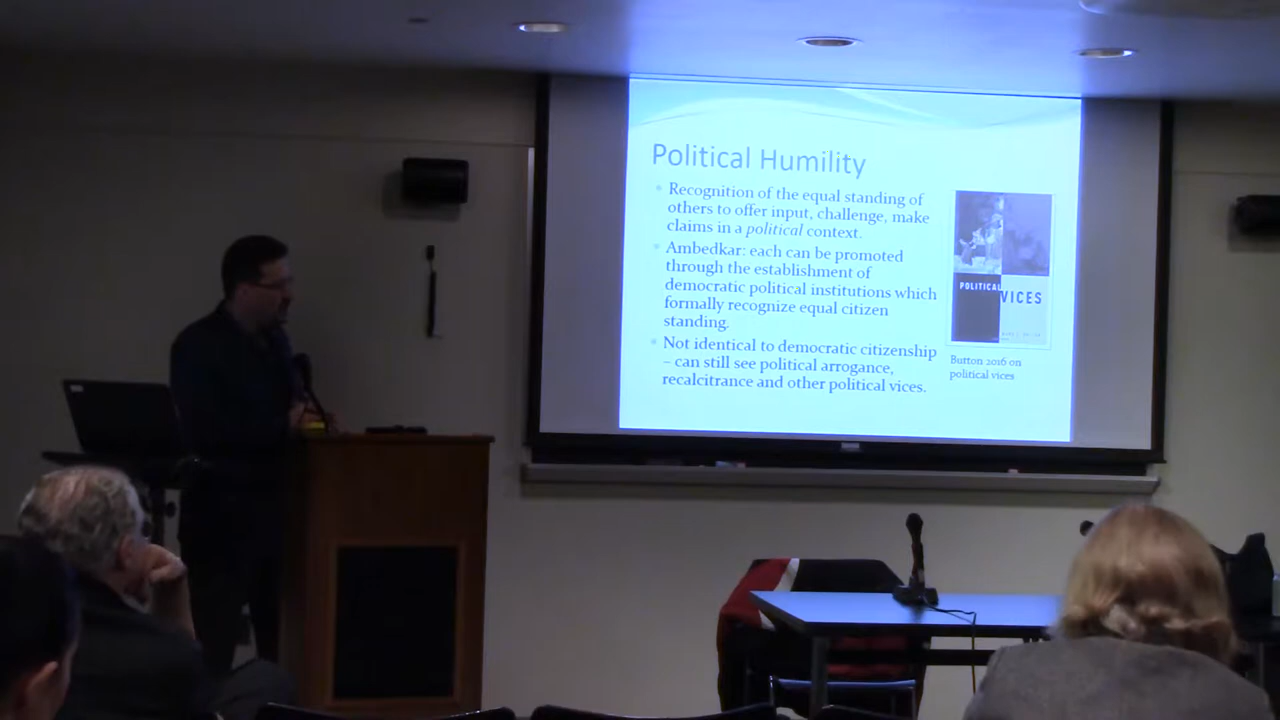 Political Humility
Recognition of the equal standing of
others to offer input, challenge, make
claims in a political context.
Ambedkar: each can be promoted
through the establishment of
democratic political institutions which
formally recognize equal citizen
standing.
Not identical to democratic citizenship
– can still see political arrogance,
recalcitrance and other political vices.
POLITICAL
VICES
Button 2016 on
political vices